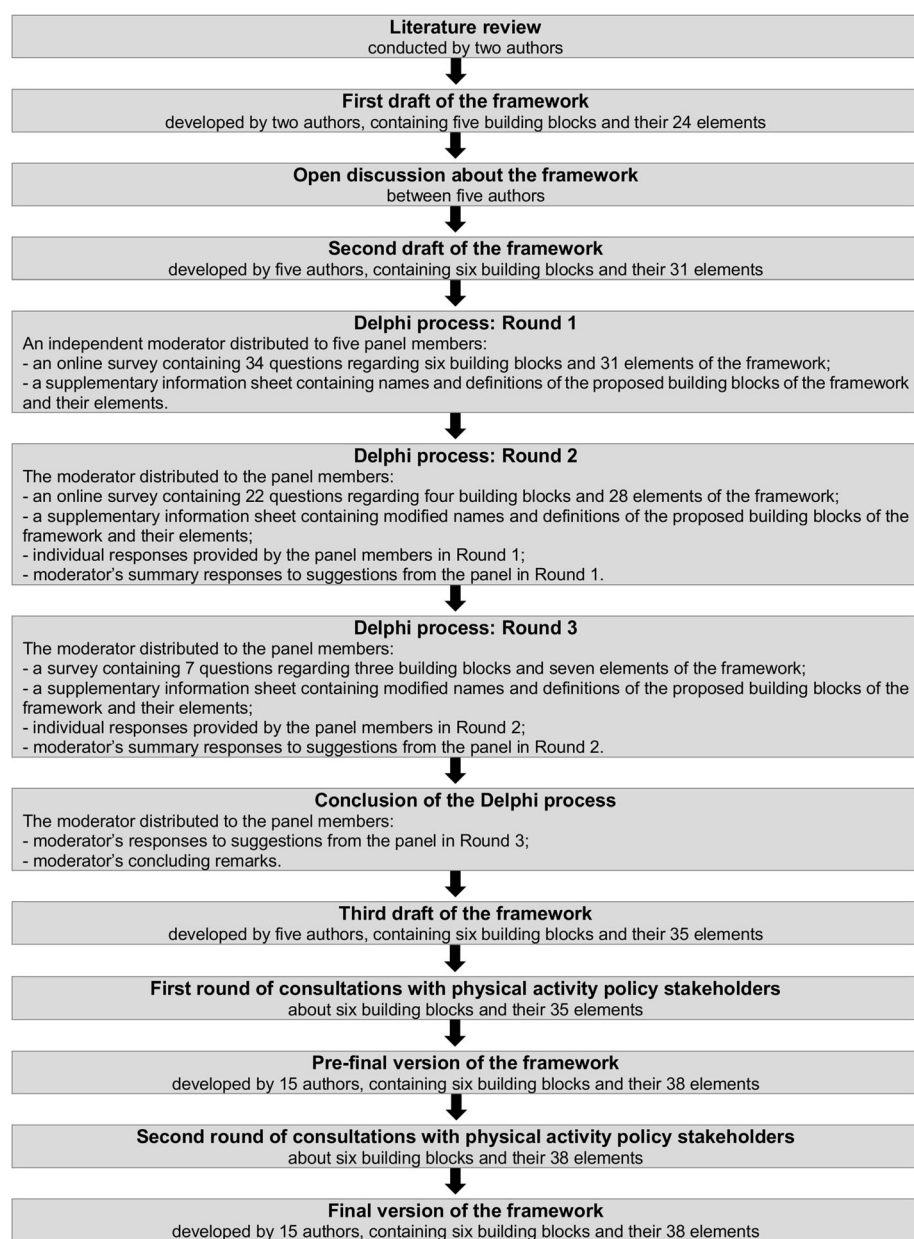 Literature review
conducted by two authors
First draft of the framework
developed by two authors, containing five building blocks and their 24 elements
Open discussion about the framework
between five authors
Second draft of the framework
developed by five authors, containing six building blocks and their 31 elements
Delphi process: Round 1
An independent moderator distributed to five panel members:
- an online survey containing 34 questions regarding six building blocks and 31 elements of the framework;
- a supplementary information sheet containing names and definitions of the proposed building blocks of the framework
and their elements.
Delphi process: Round 2
The moderator distributed to the panel members:
- an online survey containing 22 questions regarding four building blocks and 28 elements of the framework;
- a supplementary information sheet containing modified names and definitions of the proposed building blocks of the
framework and their elements;
- individual responses provided by the panel members in Round 1;
- moderator's summary responses to suggestions from the panel in Round 1.
Delphi process: Round 3
The moderator distributed to the panel members:
- a survey containing 7 questions regarding three building blocks and seven elements of the framework;
- a supplementary information sheet containing modified names and definitions of the proposed building blocks of the
framework and their elements;
- individual responses provided by the panel members in Round 2;
- moderator's summary responses to suggestions from the panel in Round 2.
Conclusion of the Delphi process
The moderator distributed to the panel members:
- moderator's responses to suggestions from the panel in Round 3;
- moderator's concluding remarks.
Third draft of the framework
developed by five authors, containing six building blocks and their 35 elements
First round of consultations with physical activity policy stakeholders
about six building blocks and their 35 elements
Pre-final version of the framework
developed by 15 authors, containing six building blocks and their 38 elements
Second round of consultations with physical activity policy stakeholders
about six building blocks and their 38 elements
Final version of the framework
developed by 15 authors, containing six building blocks and their 38 elements